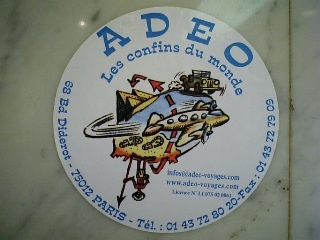 ADEO
Les confins du monde
infos@adeo-voyages.com
www.adeo-voyages.com
68 Bd Diderot - 75012 PARIS - Tél. : 01 43 72 80 20 - Fax : 01 43 72 79 09